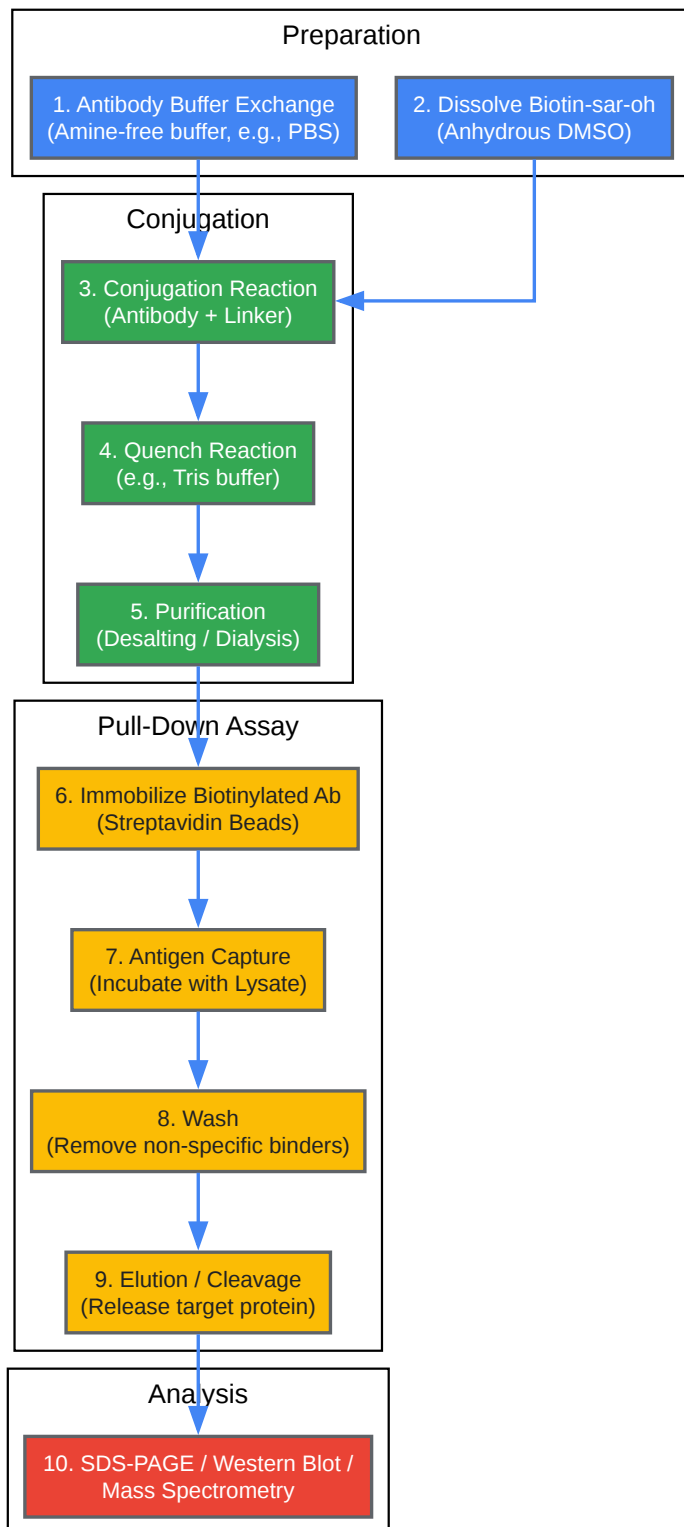 Preparation
1. Antibody Buffer Exchange
(Amine-free buffer, e.g., PBS)
2. Dissolve Biotin-sar-oh
(Anhydrous DMSO)
Conjugation
3. Conjugation Reaction
(Antibody + Linker)
4. Quench Reaction
(e.g., Tris buffer)
5. Purification
(Desalting / Dialysis)
Pull-Down Assay
6. Immobilize Biotinylated Ab
(Streptavidin Beads)
7. Antigen Capture
(Incubate with Lysate)
8. Wash
(Remove non-specific binders)
9. Elution / Cleavage
(Release target protein)
Analysis
10. SDS-PAGE / Western Blot /
Mass Spectrometry